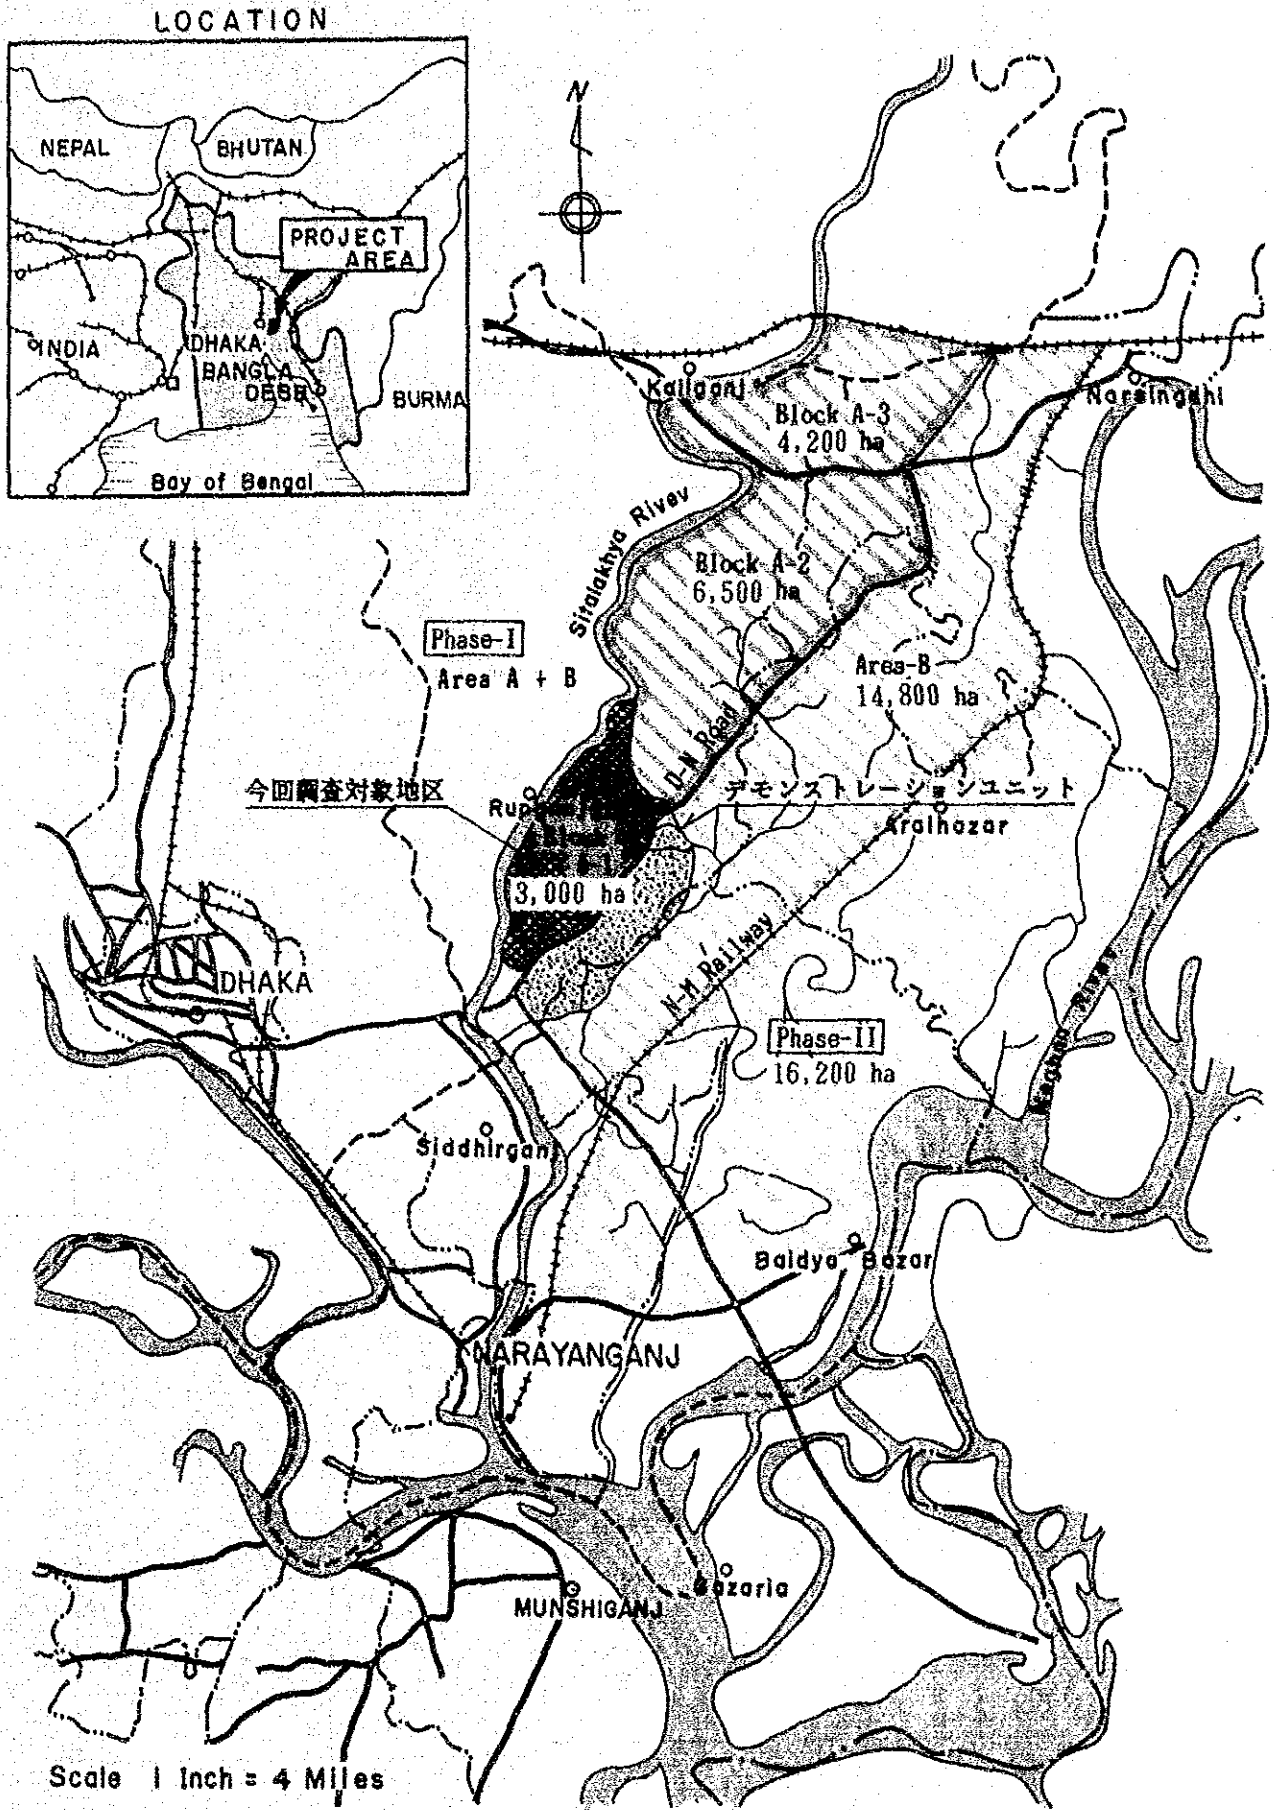 LOCATION
NEPAL
BHUTAN
PROJECT
AREA
INDIA
DHAKA
BANGLA
DESH
BURMA
Bay of Bengal
N
Kaliganj
Narsingdhi
Block A-3
4,200 ha
Sitalakhya Rivev
Block A-2
6,500 ha
Phase-I
Area A + B
Area-B
14,800 ha
D-N Road
今回調査対象地区
デモンストレーションユニット
Araihazar
3,000 ha
DHAKA
N-M Railway
Phase-II
16,200 ha
Meghna Rivev
Siddhirganj
Baidya Bazar
NARAYANGANJ
Gazaria
MUNSHIGANJ
Scale 1 Inch = 4 Miles